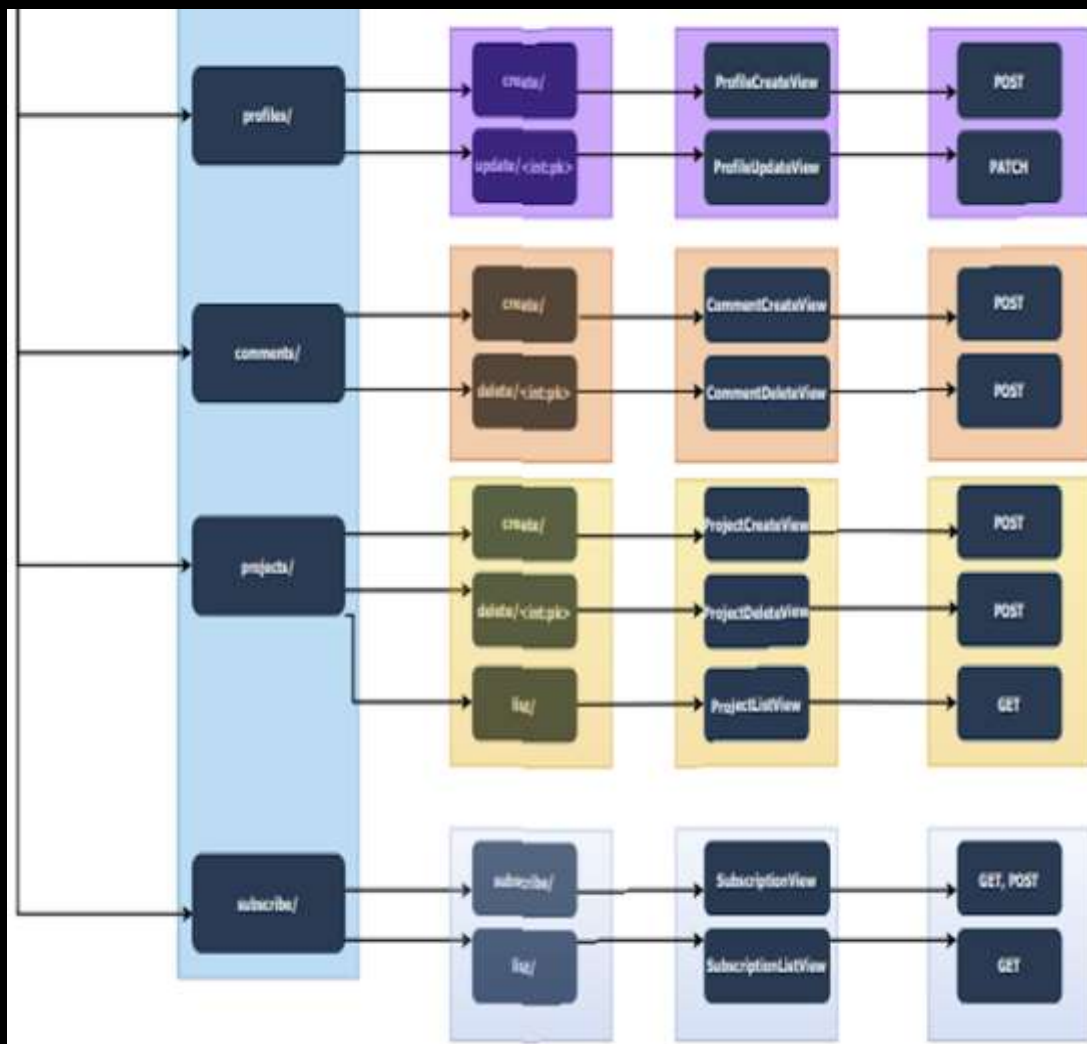 profiles/
create/
ProfileCreateView
POST
update/<int:pk>
ProfileUpdateView
PATCH
comments/
create/
CommentCreateView
POST
delete/<int:pk>
CommentDeleteView
POST
projects/
create/
ProjectCreateView
POST
delete/<int:pk>
ProjectDeleteView
POST
list/
ProjectListView
GET
subscribe/
subscribe/
SubscriptionView
GET, POST
list/
SubscriptionListView
GET